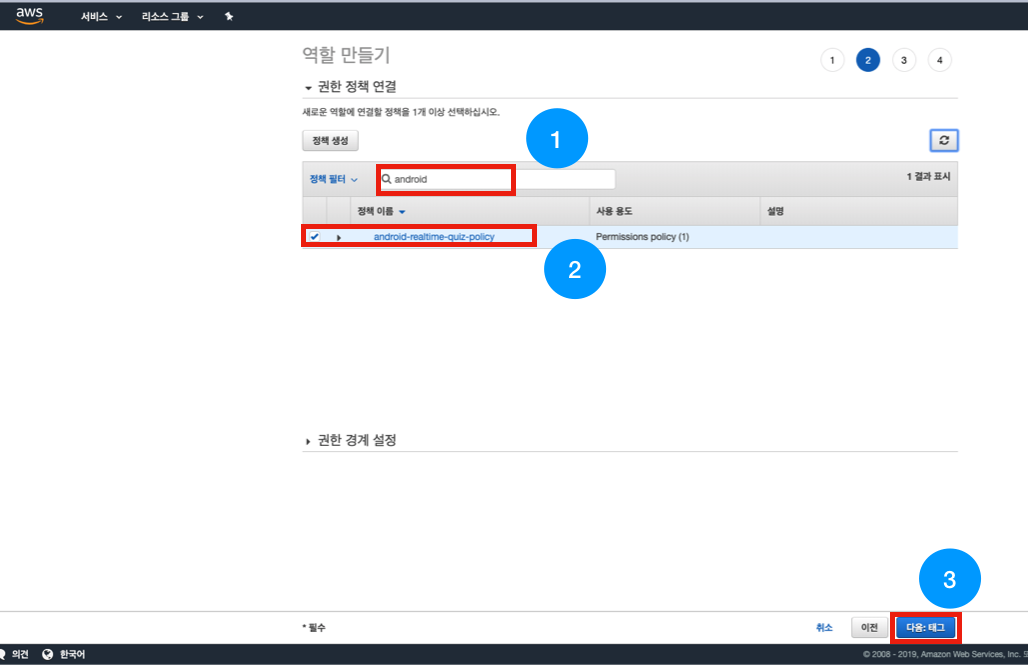 aws 서비스 리소스 그룹
역할 만들기
1 2 3 4
권한 정책 연결
새로운 역할에 연결할 정책을 1개 이상 선택하십시오.
정책 생성
1
정책 필터 android 1 결과 표시
정책 이름 사용 용도 설명
android-realtime-quiz-policy Permissions policy (1)
2
권한 경계 설정
3
* 필수 취소 이전 다음: 태그
의견 한국어 © 2008 - 2019, Amazon Web Services, Inc.